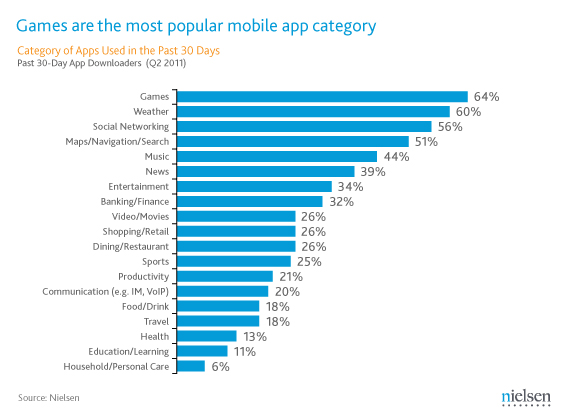 Games are the most popular mobile app category
Category of Apps Used in the Past 30 Days
Past 30-Day App Downloaders (Q2 2011)
Games 64%
Weather 60%
Social Networking 56%
Maps/Navigation/Search 51%
Music 44%
News 39%
Entertainment 34%
Banking/Finance 32%
Video/Movies 26%
Shopping/Retail 26%
Dining/Restaurant 26%
Sports 25%
Productivity 21%
Communication (e.g. IM, VoIP) 20%
Food/Drink 18%
Travel 18%
Health 13%
Education/Learning 11%
Household/Personal Care 6%
Source: Nielsen
nielsen